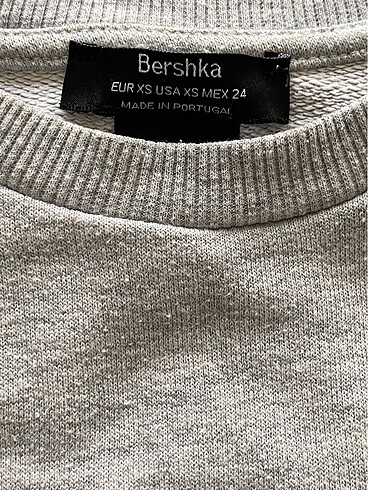 Bershka
EUR XS USA XS MEX 24
MADE IN PORTUGAL